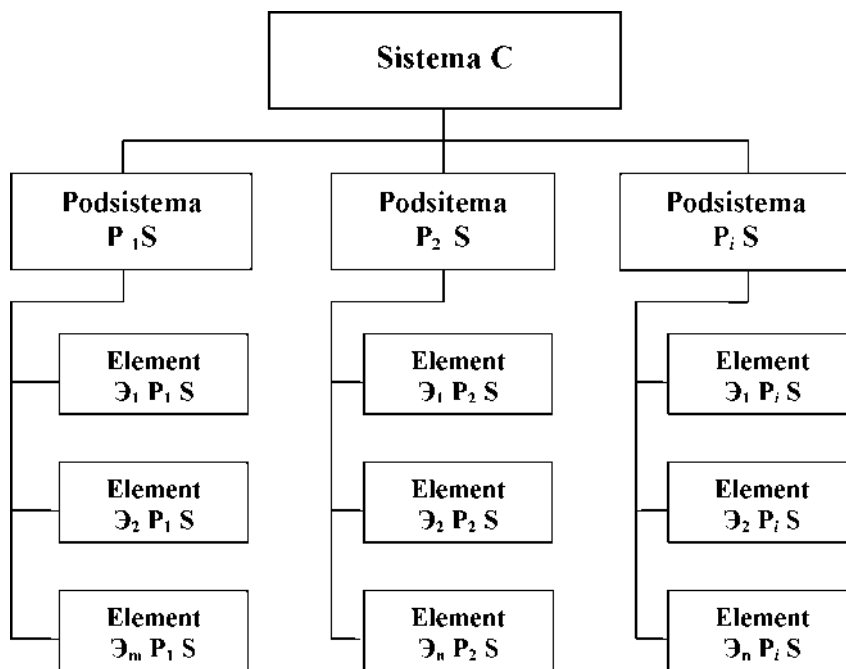 Sistema C
Podsistema
P ₁S
Podsitema
P₂ S
Podsistema
Pᵢ S
Element
Э₁ P₁ S
Element
Э₁ P₂ S
Element
Э₁ Pᵢ S
Element
Э₂ P₁ S
Element
Э₂ P₂ S
Element
Э₂ Pᵢ S
Element
Эₘ P₁ S
Element
Эₙ P₂ S
Element
Эₙ Pᵢ S